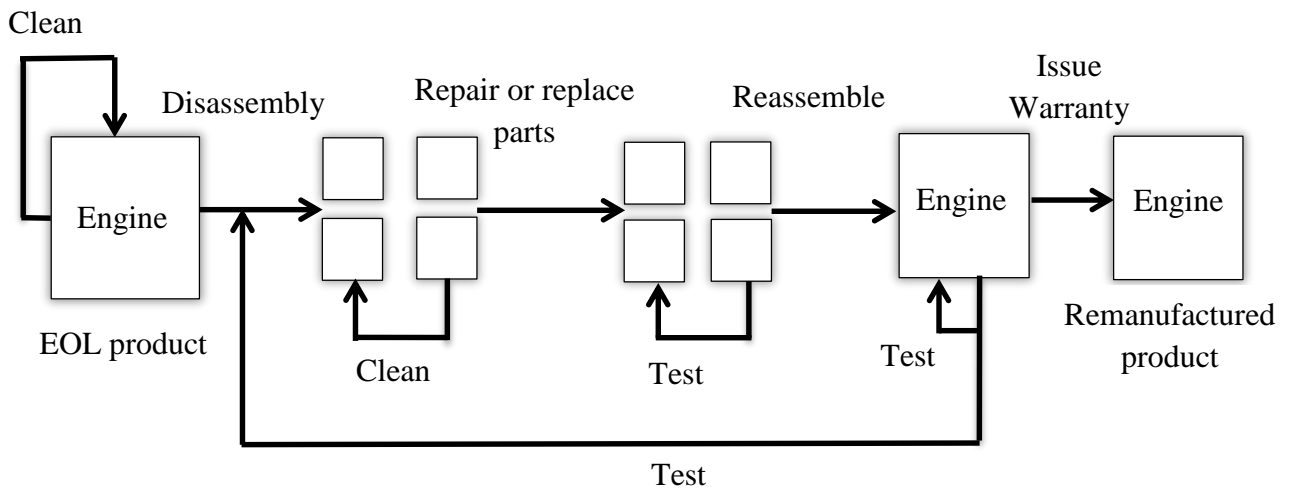 Clean
Disassembly
Repair or replace
parts
Reassemble
Issue
Warranty
Engine
Engine
Engine
EOL product
Clean
Test
Test
Remanufactured
product
Test